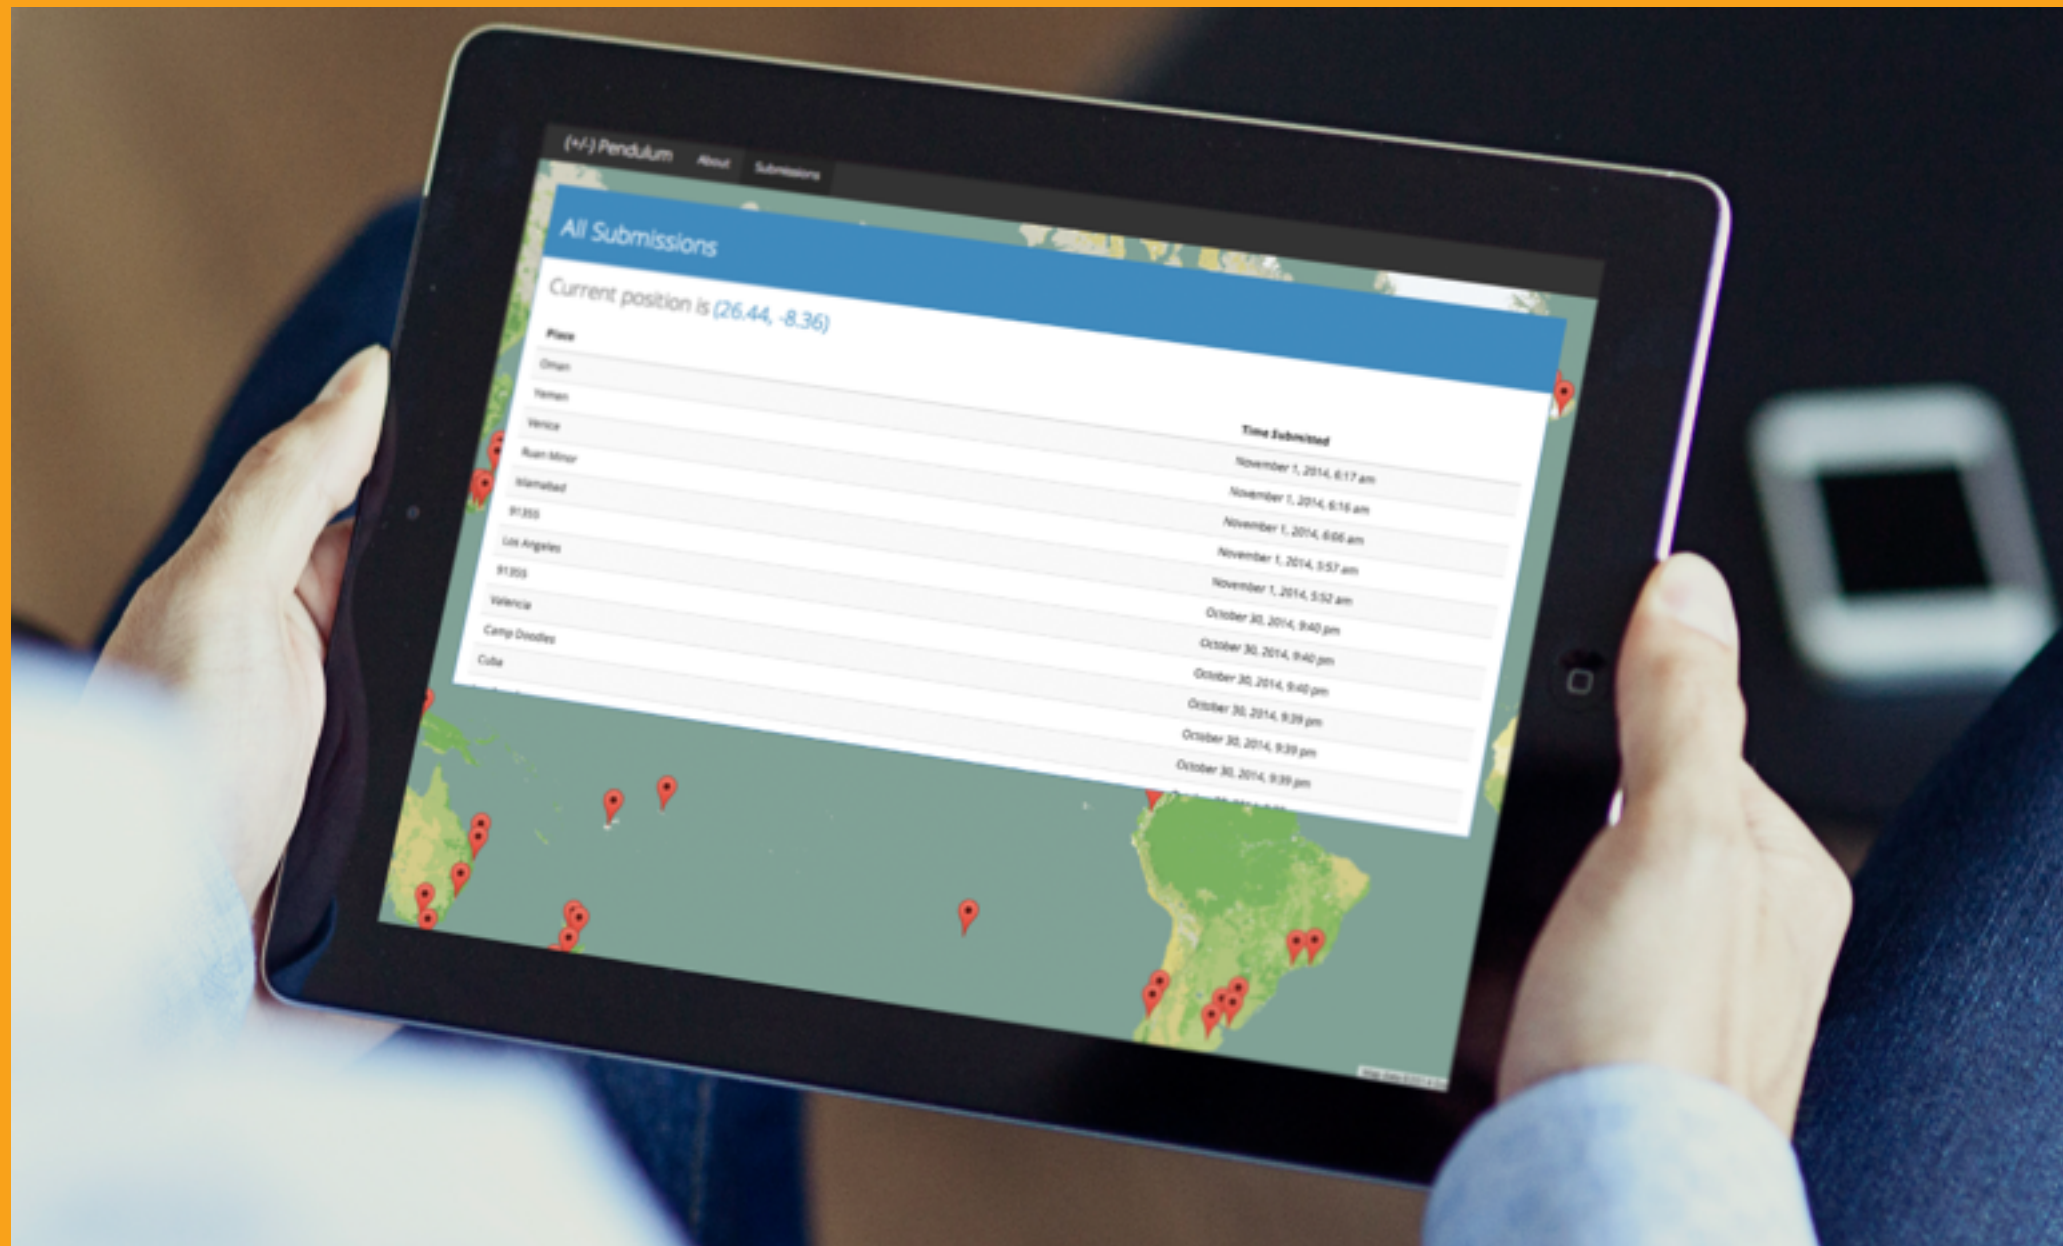 (+/-) Pendulum About Submissions
All Submissions
Current position is (26.44, -8.36)
Place Time Submitted
Oman November 1, 2014, 6:17 am
Yemen November 1, 2014, 6:16 am
Venice November 1, 2014, 6:06 am
Ruan Minor November 1, 2014, 5:57 am
Islamabad November 1, 2014, 5:52 am
91355 October 30, 2014, 9:40 pm
Los Angeles October 30, 2014, 9:40 pm
91355 October 30, 2014, 9:40 pm
Valencia October 30, 2014, 9:39 pm
Camp Doodles October 30, 2014, 9:39 pm
Cuba October 30, 2014, 9:39 pm